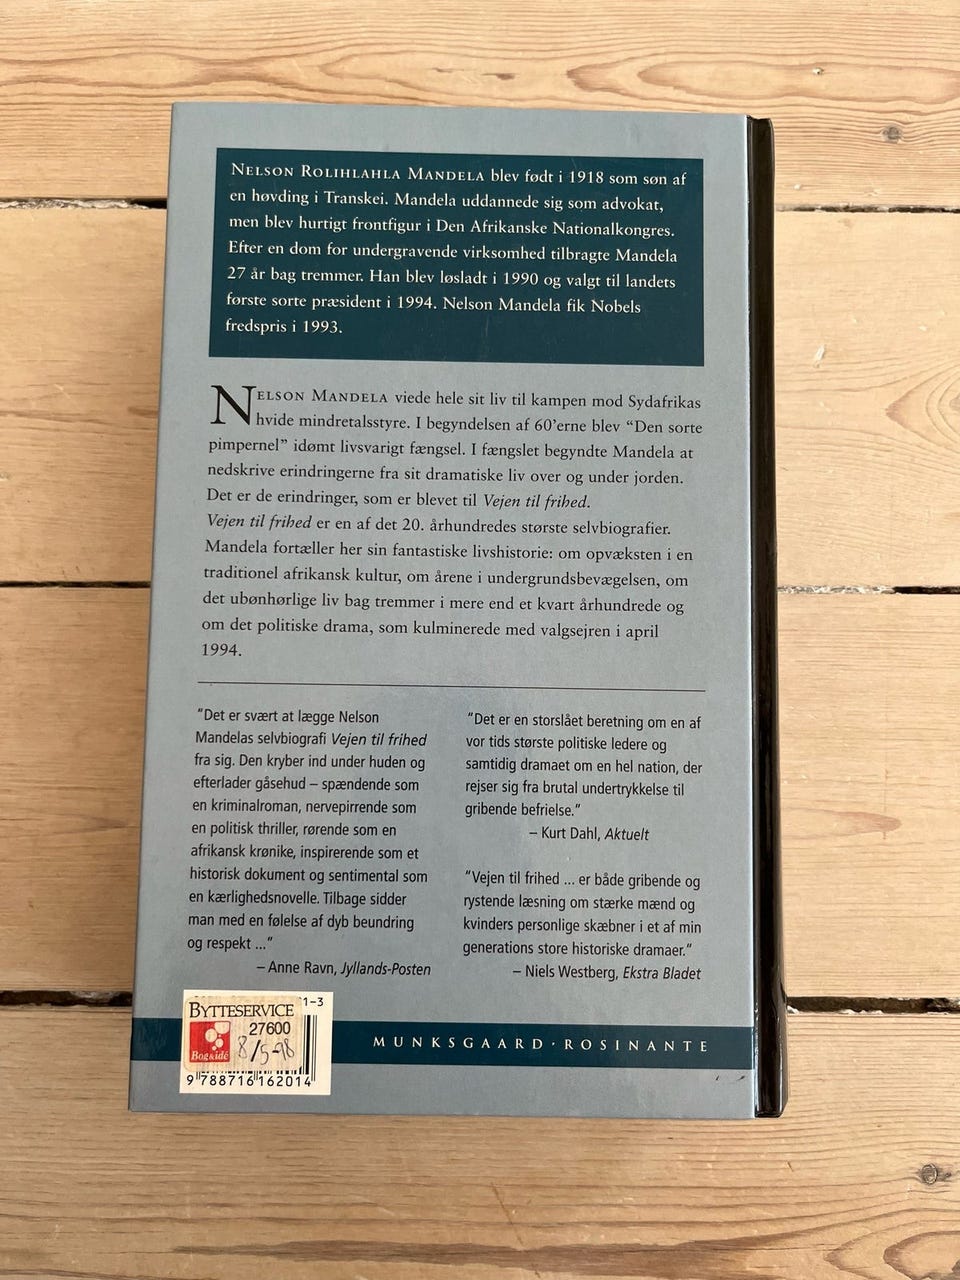 NELSON ROLIHLAHLA MANDELA blev født i 1918 som søn af
en høvding i Transkei. Mandela uddannede sig som advokat,
men blev hurtigt frontfigur i Den Afrikanske Nationalkongres.
Efter en dom for undergravende virksomhed tilbragte Mandela
27 år bag tremmer. Han blev løsladt i 1990 og valgt til landets
første sorte præsident i 1994. Nelson Mandela fik Nobels
fredspris i 1993.
NELSON MANDELA viede hele sit liv til kampen mod Sydafrikas
hvide mindretalsstyre. I begyndelsen af 60'erne blev "Den sorte
pimpernel" idømt livsvarigt fængsel. I fængslet begyndte Mandela at
nedskrive erindringerne fra sit dramatiske liv over og under jorden.
Det er de erindringer, som er blevet til Vejen til frihed.
Vejen til frihed er en af det 20. århundredes største selvbiografier.
Mandela fortæller her sin fantastiske livshistorie: om opvæksten i en
traditionel afrikansk kultur, om årene i undergrundsbevægelsen, om
det ubønhørlige liv bag tremmer i mere end et kvart århundrede og
om det politiske drama, som kulminerede med valgsejren i april
1994.
"Det er svært at lægge Nelson
Mandelas selvbiografi Vejen til frihed
fra sig. Den kryber ind under huden og
efterlader gåsehud – spændende som
en kriminalroman, nervepirrende som
en politisk thriller, rørende som en
afrikansk krønike, inspirerende som et
historisk dokument og sentimental som
en kærlighedsnovelle. Tilbage sidder
man med en følelse af dyb beundring
og respekt ..."
– Anne Ravn, Jyllands-Posten
"Det er en storslået beretning om en af
vor tids største politiske ledere og
samtidig dramaet om en hel nation, der
rejser sig fra brutal undertrykkelse til
gribende befrielse."
– Kurt Dahl, Aktuelt
"Vejen til frihed ... er både gribende og
rystende læsning om stærke mænd og
kvinders personlige skæbner i et af min
generations store historiske dramaer."
– Niels Westberg, Ekstra Bladet
1-3
BYTTESERVICE
27600
8/5-98
Bog&idé
9 788716 162014
MUNKSGAARD · ROSINANTE